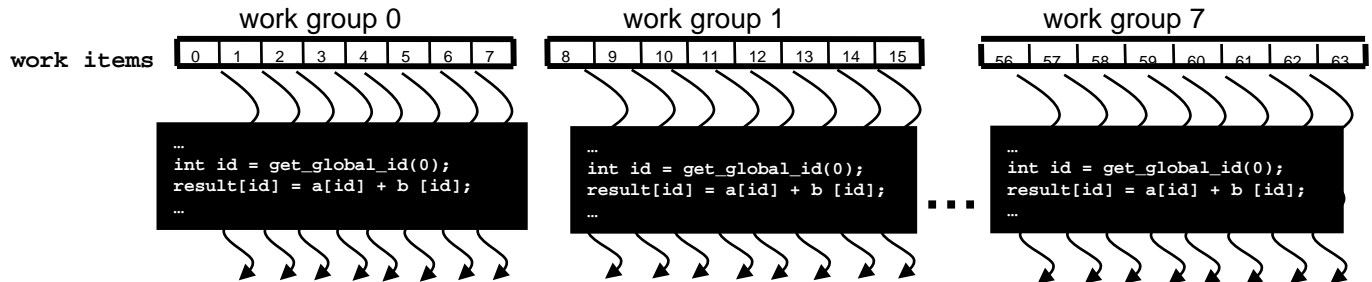 work group 0
work group 1
work group 7
work items
0 1 2 3 4 5 6 7
8 9 10 11 12 13 14 15
56 57 58 59 60 61 62 63
…
int id = get_global_id(0);
result[id] = a[id] + b [id];
…
…
int id = get_global_id(0);
result[id] = a[id] + b [id];
…
...
…
int id = get_global_id(0);
result[id] = a[id] + b [id];
…